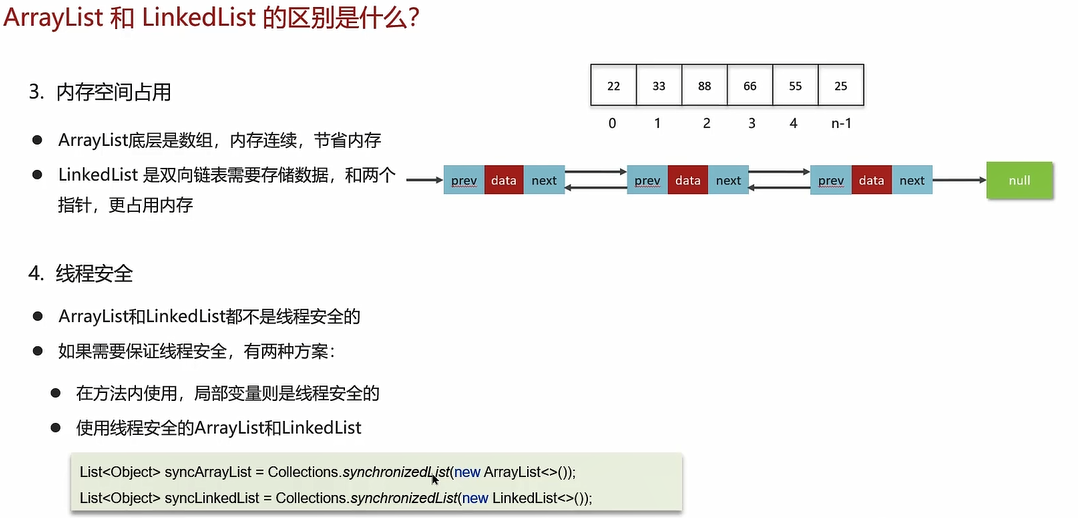 ArrayList 和 LinkedList 的区别是什么？
3. 内存空间占用
22 33 88 66 55 25
0 1 2 3 4 n-1
● ArrayList底层是数组，内存连续，节省内存
● LinkedList 是双向链表需要存储数据，和两个
指针，更占用内存
prev data next prev data next prev data next null
4. 线程安全
● ArrayList和LinkedList都不是线程安全的
● 如果需要保证线程安全，有两种方案：
● 在方法内使用，局部变量则是线程安全的
● 使用线程安全的ArrayList和LinkedList
List<Object> syncArrayList = Collections.synchronizedList(new ArrayList<>());
List<Object> syncLinkedList = Collections.synchronizedList(new LinkedList<>());